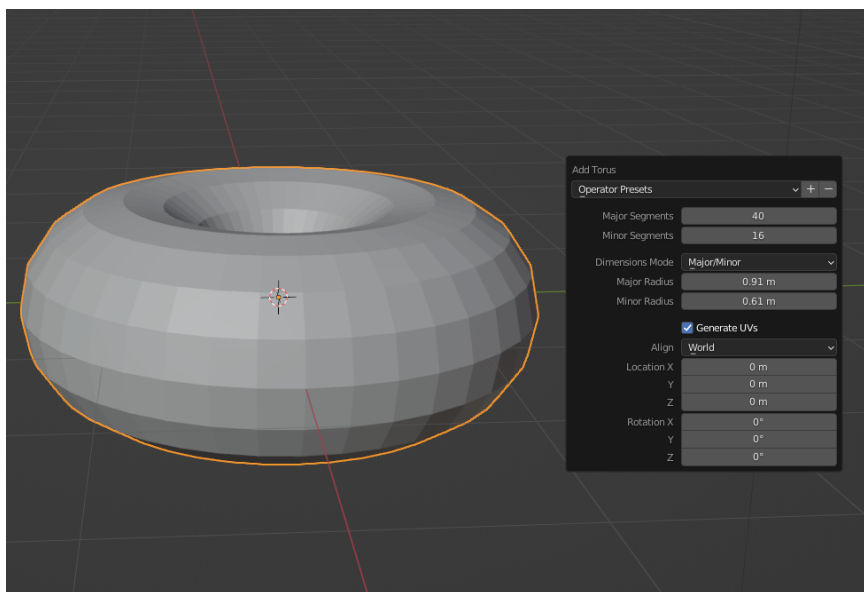 Add Torus
Operator Presets
Major Segments 40
Minor Segments 16
Dimensions Mode Major/Minor
Major Radius 0.91 m
Minor Radius 0.61 m
Generate UVs
Align World
Location X 0 m
Y 0 m
Z 0 m
Rotation X 0°
Y 0°
Z 0°